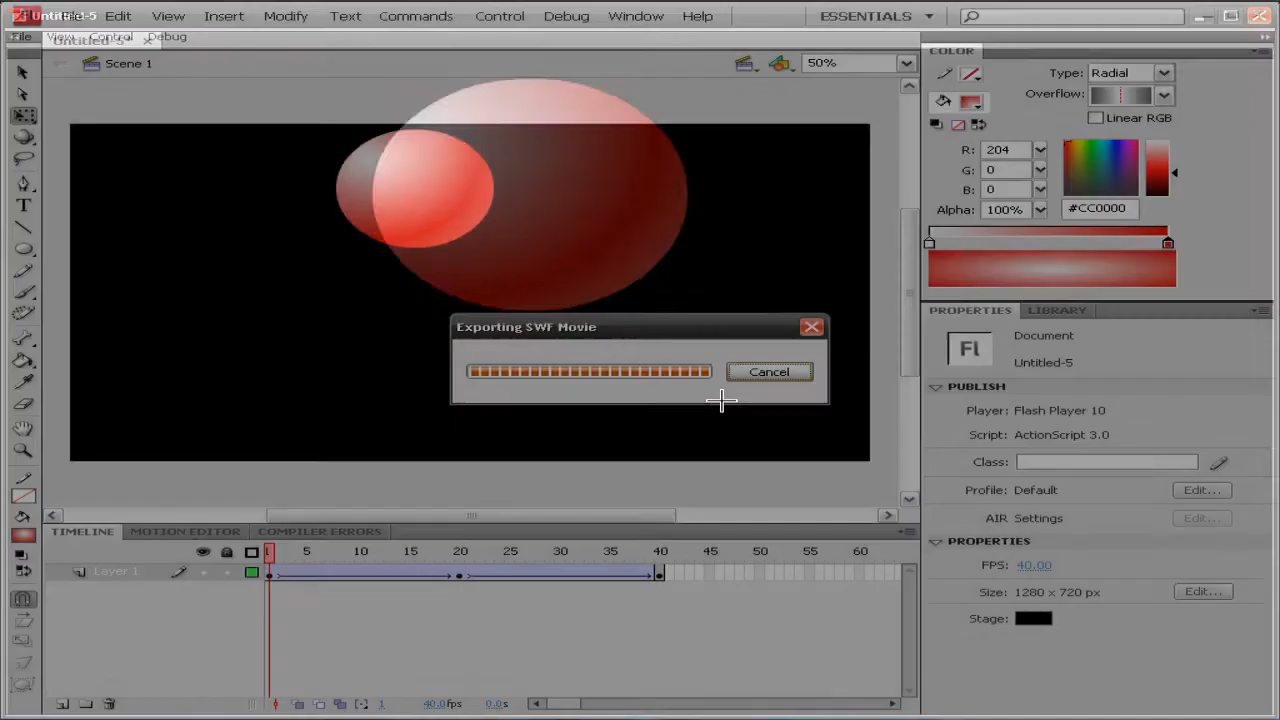 Untitled-5
File Edit View Insert Modify Text Commands Control Debug Window Help ESSENTIALS
File View Control Debug
Untitled-5*
Scene 1
50%
COLOR
Type: Radial
Overflow:
Linear RGB
R: 204
G: 0
B: 0
Alpha: 100% #CC0000
Exporting SWF Movie
Cancel
PROPERTIES LIBRARY
Fl
Document
Untitled-5
PUBLISH
Player: Flash Player 10
Script: ActionScript 3.0
Class:
Profile: Default Edit...
AIR Settings Edit...
PROPERTIES
FPS: 40.00
Size: 1280 x 720 px Edit...
Stage:
TIMELINE MOTION EDITOR COMPILER ERRORS
1 5 10 15 20 25 30 35 40 45 50 55 60
Layer 1
1 40.0fps 0.0s